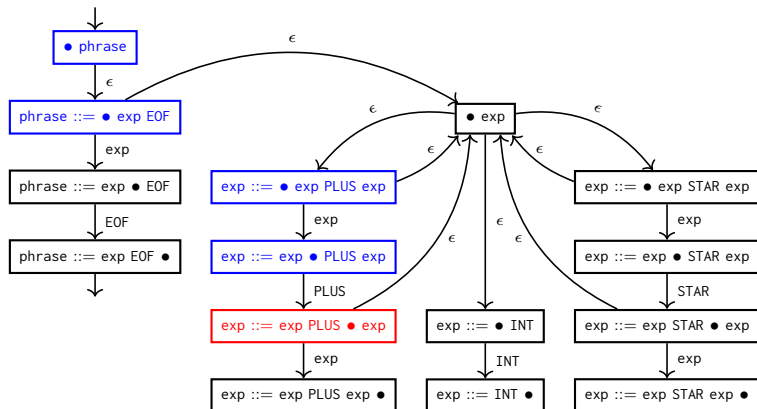 ● phrase
ϵ
ϵ
phrase ::= ● exp EOF
ϵ
● exp
ϵ
exp
ϵ
ϵ
phrase ::= exp ● EOF
exp ::= ● exp PLUS exp
exp ::= ● exp STAR exp
EOF
exp
ϵ
exp
phrase ::= exp EOF ●
exp ::= exp ● PLUS exp
ϵ
ϵ
exp ::= exp ● STAR exp
PLUS
STAR
exp ::= exp PLUS ● exp
exp ::= ● INT
exp ::= exp STAR ● exp
exp
INT
exp
exp ::= exp PLUS exp ●
exp ::= INT ●
exp ::= exp STAR exp ●